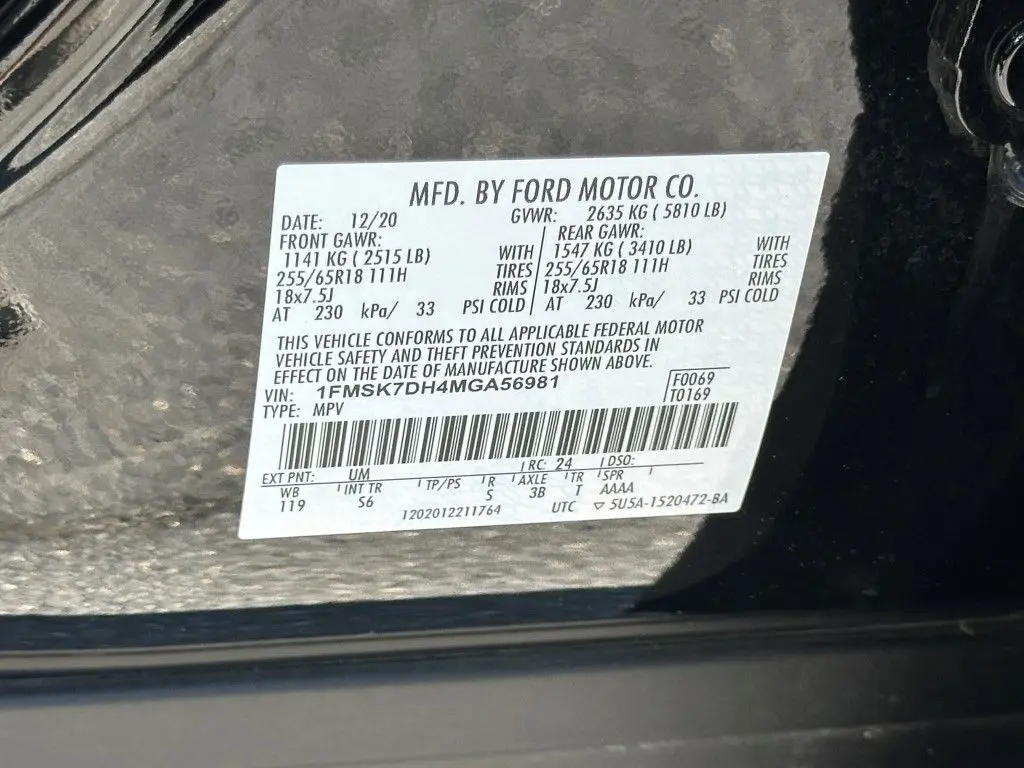 MFD. BY FORD MOTOR CO.
DATE: 12/20 GVWR: 2635 KG ( 5810 LB)
FRONT GAWR: REAR GAWR:
1141 KG ( 2515 LB) WITH 1547 KG ( 3410 LB) WITH
255/65R18 111H TIRES 255/65R18 111H TIRES
18x7.5J RIMS 18x7.5J RIMS
AT 230 kPa/ 33 PSI COLD AT 230 kPa/ 33 PSI COLD
THIS VEHICLE CONFORMS TO ALL APPLICABLE FEDERAL MOTOR
VEHICLE SAFETY AND THEFT PREVENTION STANDARDS IN
EFFECT ON THE DATE OF MANUFACTURE SHOWN ABOVE.
VIN: 1FMSK7DH4MGA56981 F0069
TYPE: MPV T0169
EXT PNT: UM RC: 24 DSO:
WB INT TR TP/PS R AXLE TR SPR
119 S6 S 3B T AAAA
1202012211764 UTC ▽ 5U5A-1520472-BA